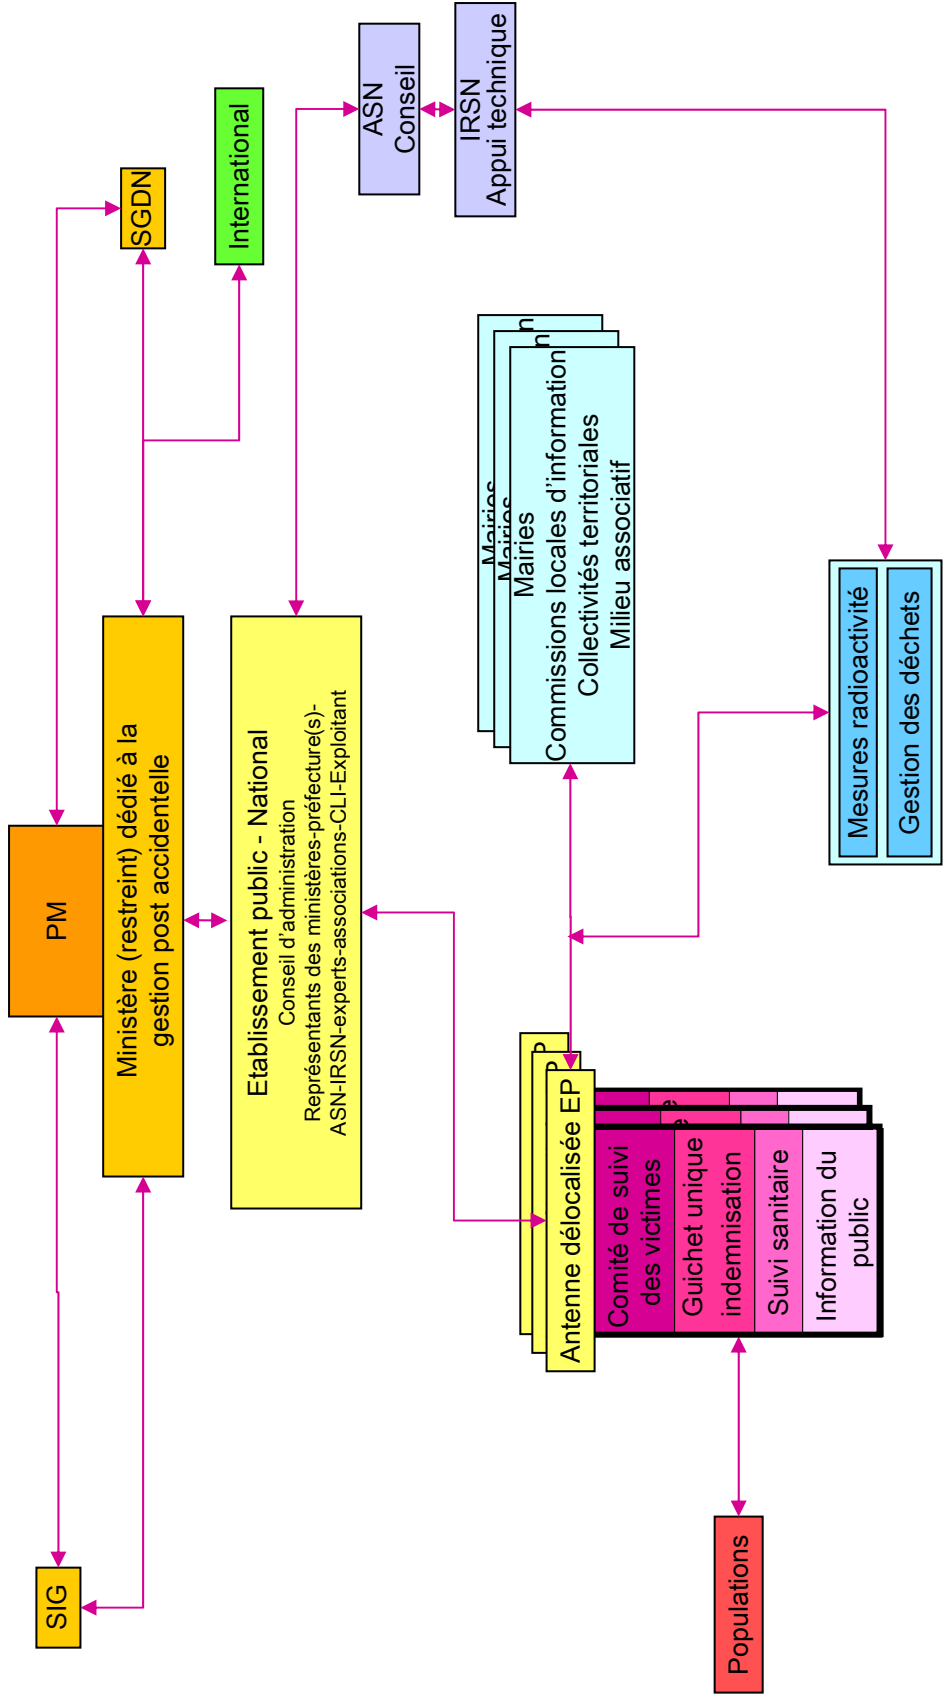 PM
SIG
SGDN
Ministère (restreint) dédié à la
gestion post accidentelle
International
Etablissement public - National
Conseil d'administration
Représentants des ministères-préfecture(s)-
ASN-IRSN-experts-associations-CLI-Exploitant
ASN
Conseil
IRSN
Appui technique
Mairies
Mairies
Mairies
Commissions locales d'information
Collectivités territoriales
Milieu associatif
Antenne délocalisée EP
Comité de suivi
des victimes
Guichet unique
indemnisation
Suivi sanitaire
Information du
public
Populations
Mesures radioactivité
Gestion des déchets